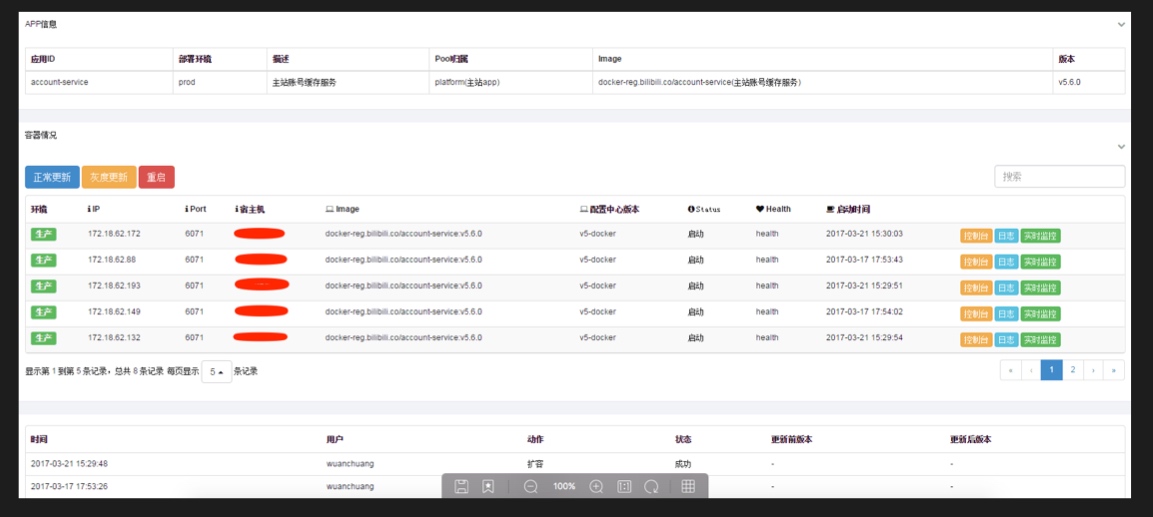 APP信息
应用ID 部署环境 描述 Pool归属 Image 版本
account-service prod 主站账号缓存服务 platform(主站app) docker-reg.bilibili.co/account-service(主站账号缓存服务) v5.6.0
容器情况
正常更新 灰度更新 重启 搜索
环境 IP Port 宿主机 Image 配置中心版本 Status Health 启动时间
生产 172.18.62.172 6071 docker-reg.bilibili.co/account-service:v5.6.0 v5-docker 启动 health 2017-03-21 15:30:03 控制台 日志 实时监控
生产 172.18.62.88 6071 docker-reg.bilibili.co/account-service:v5.6.0 v5-docker 启动 health 2017-03-17 17:53:43 控制台 日志 实时监控
生产 172.18.62.193 6071 docker-reg.bilibili.co/account-service:v5.6.0 v5-docker 启动 health 2017-03-21 15:29:51 控制台 日志 实时监控
生产 172.18.62.149 6071 docker-reg.bilibili.co/account-service:v5.6.0 v5-docker 启动 health 2017-03-17 17:54:02 控制台 日志 实时监控
生产 172.18.62.132 6071 docker-reg.bilibili.co/account-service:v5.6.0 v5-docker 启动 health 2017-03-21 15:29:54 控制台 日志 实时监控
显示第 1 到第 5 条记录，总共 8 条记录 每页显示 5 条记录 « ‹ 1 2 › »
时间 用户 动作 状态 更新前版本 更新后版本
2017-03-21 15:29:48 wuanchuang 扩容 成功 - -
2017-03-17 17:53:26 wuanchuang - -
100%